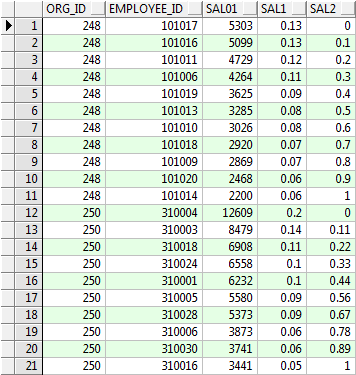 ORG_ID EMPLOYEE_ID SAL01 SAL1 SAL2
1 248 101017 5303 0.13 0
2 248 101016 5099 0.13 0.1
3 248 101011 4729 0.12 0.2
4 248 101006 4264 0.11 0.3
5 248 101019 3625 0.09 0.4
6 248 101013 3285 0.08 0.5
7 248 101010 3026 0.08 0.6
8 248 101018 2920 0.07 0.7
9 248 101009 2869 0.07 0.8
10 248 101020 2468 0.06 0.9
11 248 101014 2200 0.06 1
12 250 310004 12609 0.2 0
13 250 310003 8479 0.14 0.11
14 250 310018 6908 0.11 0.22
15 250 310024 6558 0.1 0.33
16 250 310001 6232 0.1 0.44
17 250 310005 5580 0.09 0.56
18 250 310028 5373 0.09 0.67
19 250 310006 3873 0.06 0.78
20 250 310030 3741 0.06 0.89
21 250 310016 3441 0.05 1